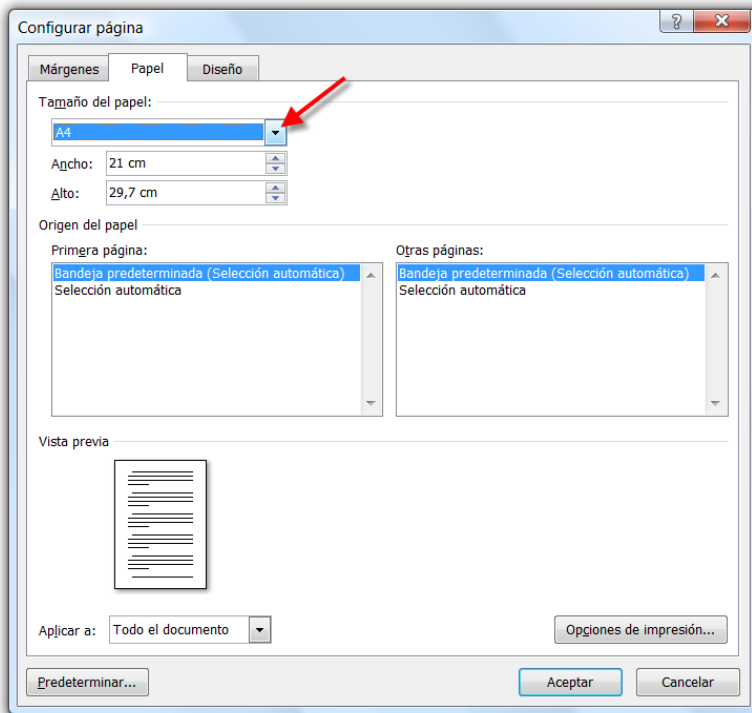 Configurar página
Márgenes Papel Diseño
Tamaño del papel:
A4
Ancho: 21 cm
Alto: 29,7 cm
Origen del papel
Primera página: Otras páginas:
Bandeja predeterminada (Selección automática) Bandeja predeterminada (Selección automática)
Selección automática Selección automática
Vista previa
Aplicar a: Todo el documento Opciones de impresión...
Predeterminar... Aceptar Cancelar